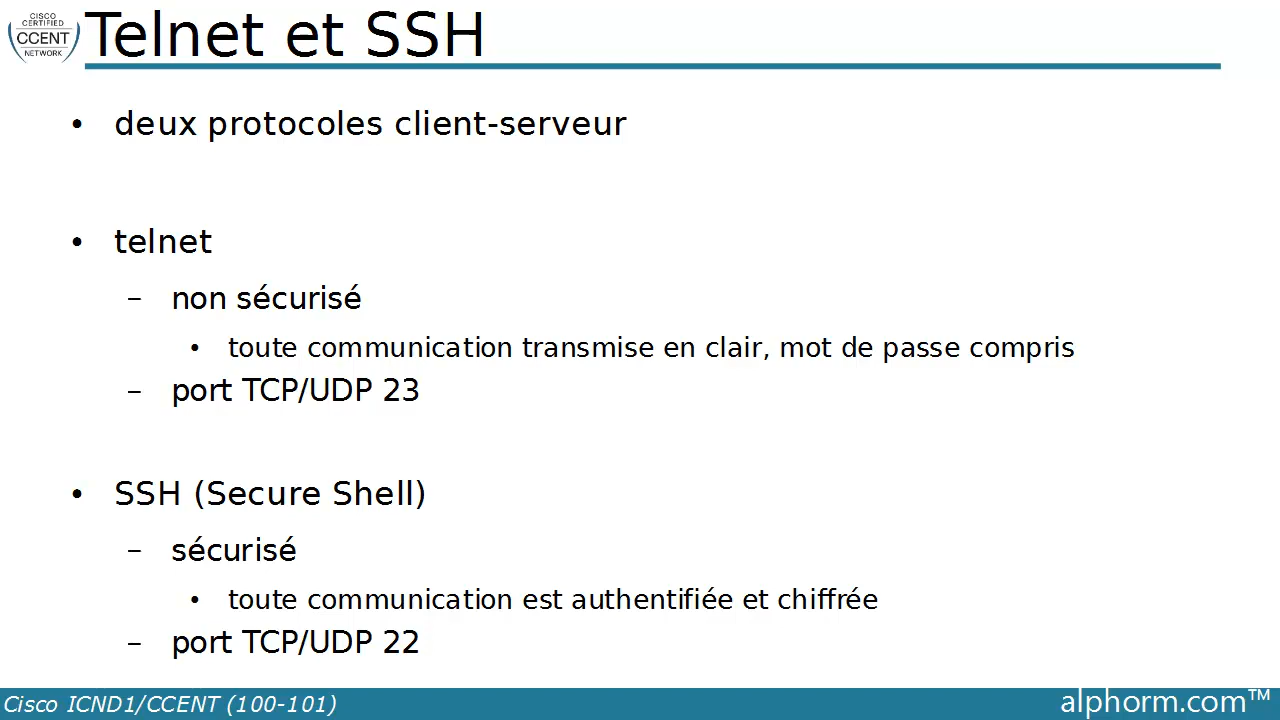 CISCO
CERTIFIED
CCENT
NETWORK
Telnet et SSH
• deux protocoles client-serveur
• telnet
– non sécurisé
• toute communication transmise en clair, mot de passe compris
– port TCP/UDP 23
• SSH (Secure Shell)
– sécurisé
• toute communication est authentifiée et chiffrée
– port TCP/UDP 22
Cisco ICND1/CCENT (100-101)
alphorm.com™